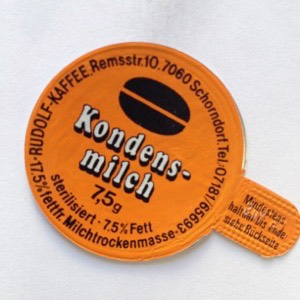 RUDOLF-KAFFEE, Remsstr.10, 7060 Schorndorf, Tel. 07181/65693
Kondens-
milch
7,5g
sterilisiert · 7.5% Fett
17,5% fettfr. Milchtrockenmasse
Mindestens
haltbar bis Ende
siehe Rückseite